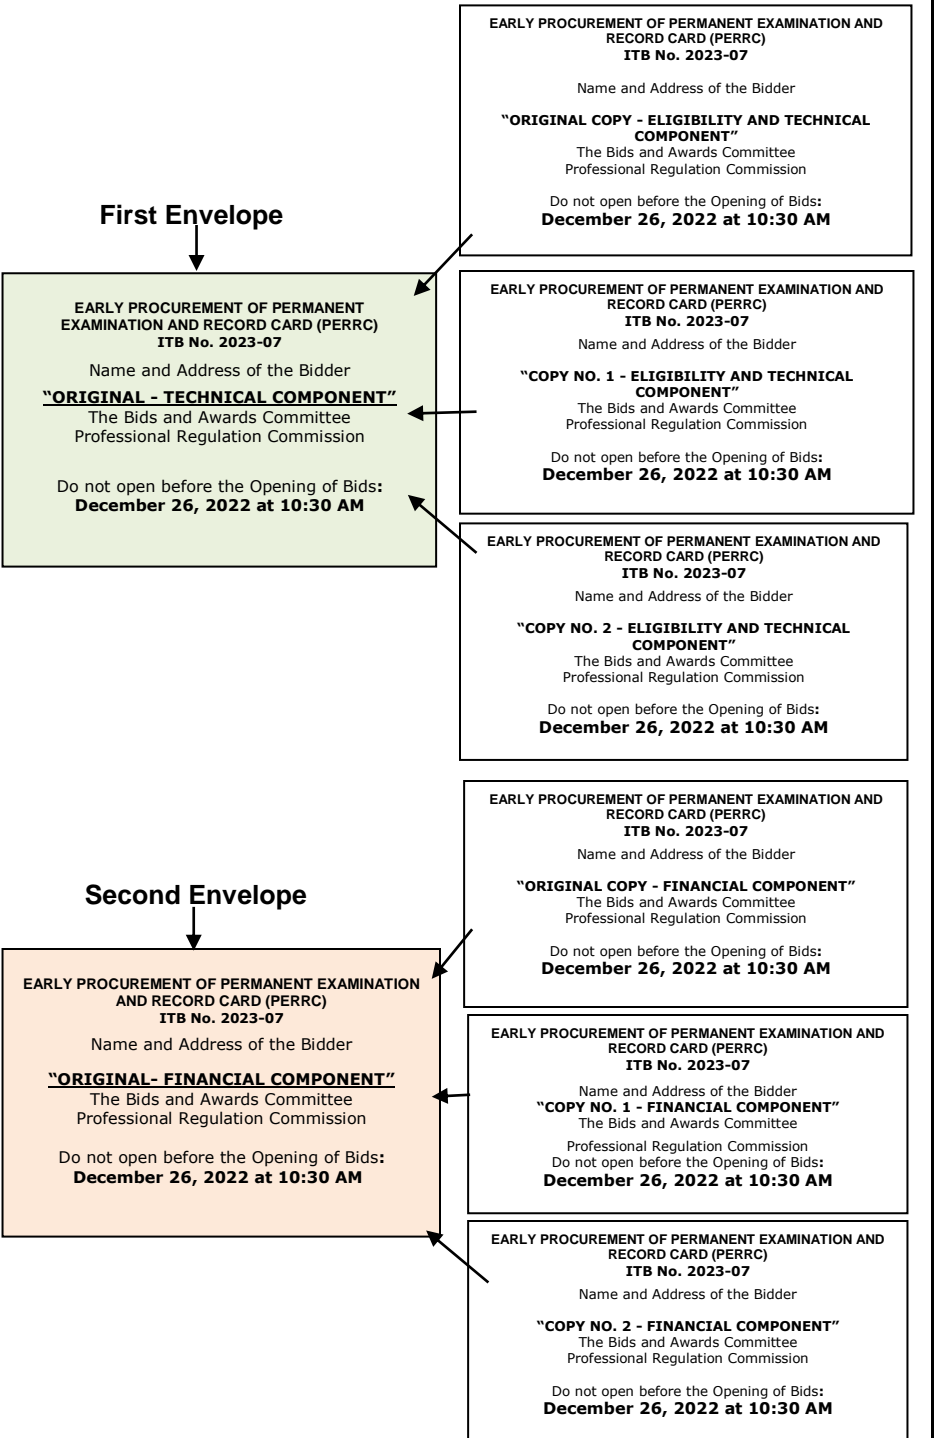 EARLY PROCUREMENT OF PERMANENT EXAMINATION AND
RECORD CARD (PERRC)
ITB No. 2023-07
Name and Address of the Bidder
“ORIGINAL COPY - ELIGIBILITY AND TECHNICAL
COMPONENT”
The Bids and Awards Committee
Professional Regulation Commission
Do not open before the Opening of Bids:
December 26, 2022 at 10:30 AM
First Envelope
EARLY PROCUREMENT OF PERMANENT
EXAMINATION AND RECORD CARD (PERRC)
ITB No. 2023-07
Name and Address of the Bidder
“ORIGINAL - TECHNICAL COMPONENT”
The Bids and Awards Committee
Professional Regulation Commission
Do not open before the Opening of Bids:
December 26, 2022 at 10:30 AM
EARLY PROCUREMENT OF PERMANENT EXAMINATION AND
RECORD CARD (PERRC)
ITB No. 2023-07
Name and Address of the Bidder
“COPY NO. 1 - ELIGIBILITY AND TECHNICAL
COMPONENT”
The Bids and Awards Committee
Professional Regulation Commission
Do not open before the Opening of Bids:
December 26, 2022 at 10:30 AM
EARLY PROCUREMENT OF PERMANENT EXAMINATION AND
RECORD CARD (PERRC)
ITB No. 2023-07
Name and Address of the Bidder
“COPY NO. 2 - ELIGIBILITY AND TECHNICAL
COMPONENT”
The Bids and Awards Committee
Professional Regulation Commission
Do not open before the Opening of Bids:
December 26, 2022 at 10:30 AM
EARLY PROCUREMENT OF PERMANENT EXAMINATION AND
RECORD CARD (PERRC)
ITB No. 2023-07
Name and Address of the Bidder
“ORIGINAL COPY - FINANCIAL COMPONENT”
The Bids and Awards Committee
Professional Regulation Commission
Do not open before the Opening of Bids:
December 26, 2022 at 10:30 AM
Second Envelope
EARLY PROCUREMENT OF PERMANENT EXAMINATION
AND RECORD CARD (PERRC)
ITB No. 2023-07
Name and Address of the Bidder
“ORIGINAL- FINANCIAL COMPONENT”
The Bids and Awards Committee
Professional Regulation Commission
Do not open before the Opening of Bids:
December 26, 2022 at 10:30 AM
EARLY PROCUREMENT OF PERMANENT EXAMINATION AND
RECORD CARD (PERRC)
ITB No. 2023-07
Name and Address of the Bidder
“COPY NO. 1 - FINANCIAL COMPONENT”
The Bids and Awards Committee
Professional Regulation Commission
Do not open before the Opening of Bids:
December 26, 2022 at 10:30 AM
EARLY PROCUREMENT OF PERMANENT EXAMINATION AND
RECORD CARD (PERRC)
ITB No. 2023-07
Name and Address of the Bidder
“COPY NO. 2 - FINANCIAL COMPONENT”
The Bids and Awards Committee
Professional Regulation Commission
Do not open before the Opening of Bids:
December 26, 2022 at 10:30 AM